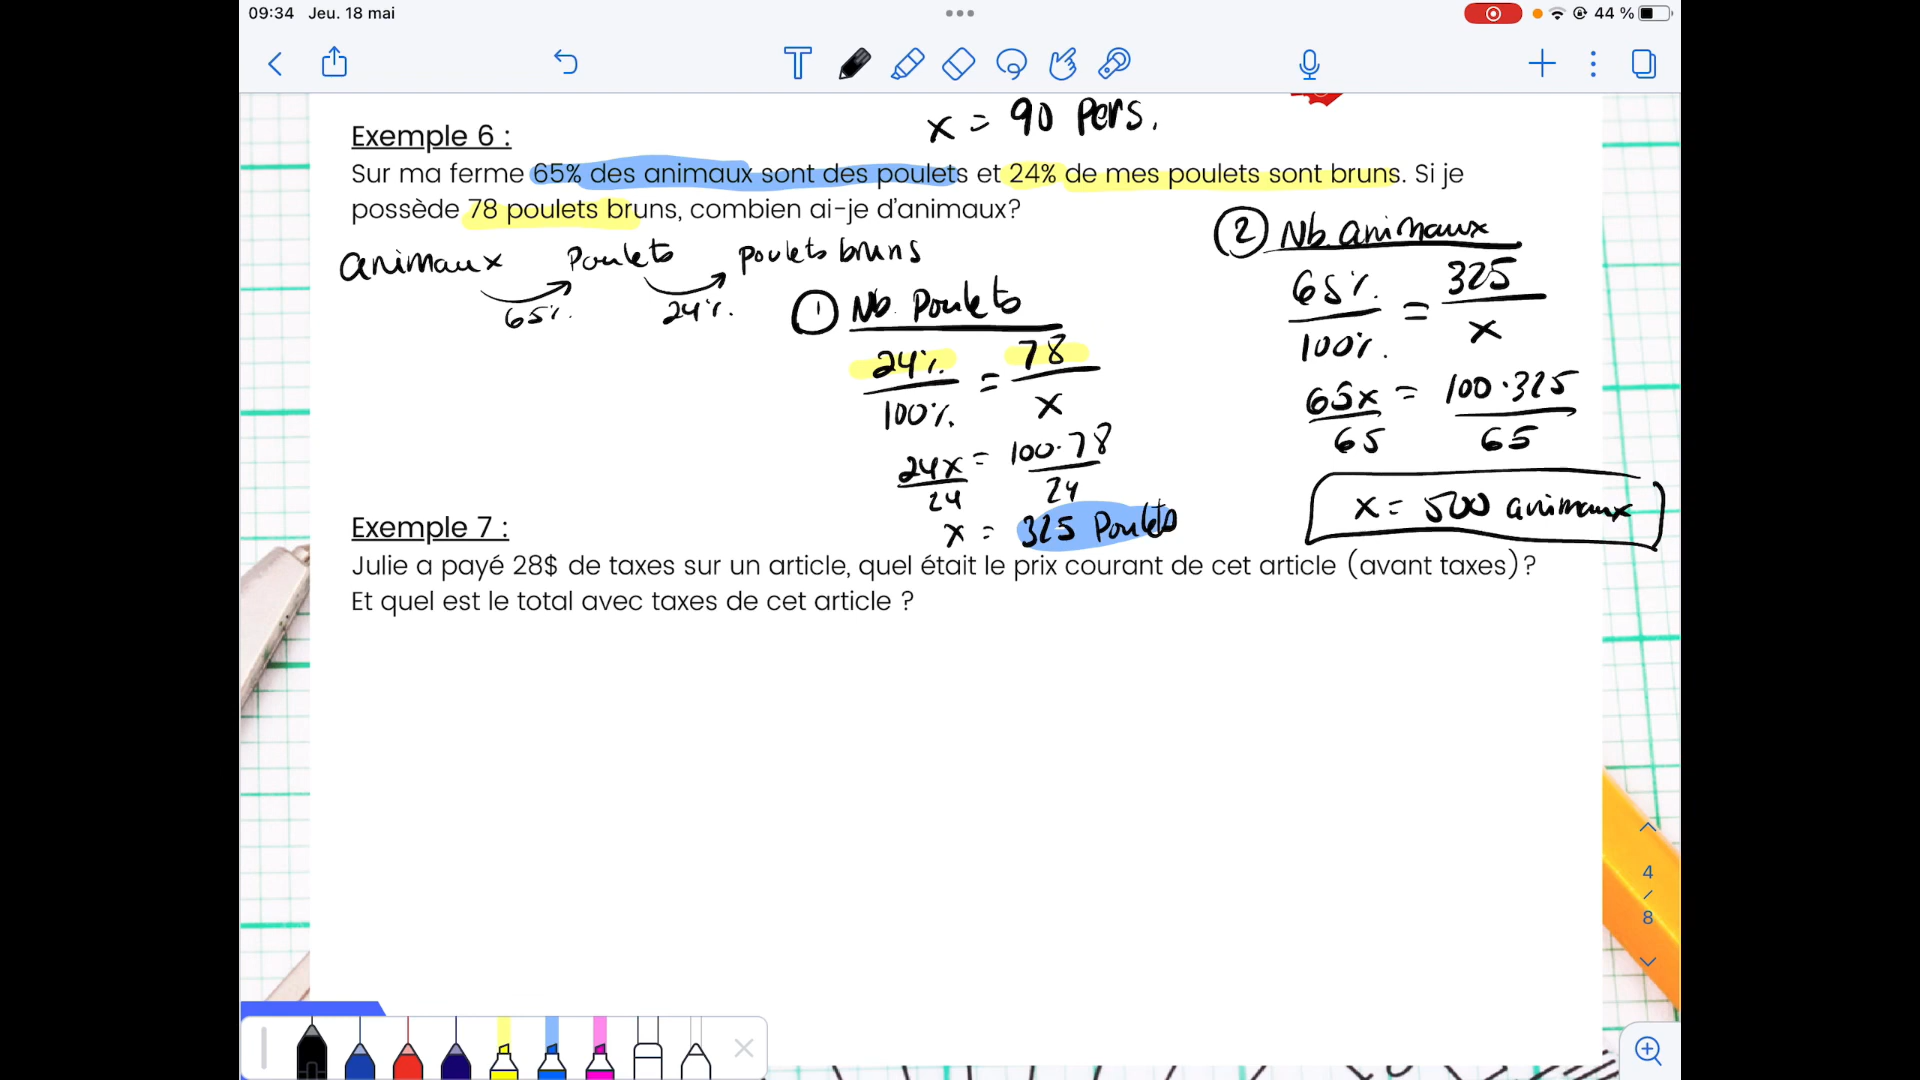 09:34 Jeu. 18 mai
44 %
x = 90 Pers.
Exemple 6 :
Sur ma ferme 65% des animaux sont des poulets et 24% de mes poulets sont bruns. Si je
possède 78 poulets bruns, combien ai-je d'animaux?
animaux Poulets poulets bruns
65%. 24%.
① Nb. Poulets
24% / 100% = 78 / x
24x / 24 = 100·78 / 24
x = 325 Poulets
② Nb animaux
65% / 100% = 325 / x
65x / 65 = 100·325 / 65
x = 500 animaux
Exemple 7 :
Julie a payé 28$ de taxes sur un article, quel était le prix courant de cet article (avant taxes)?
Et quel est le total avec taxes de cet article ?
4
/
8